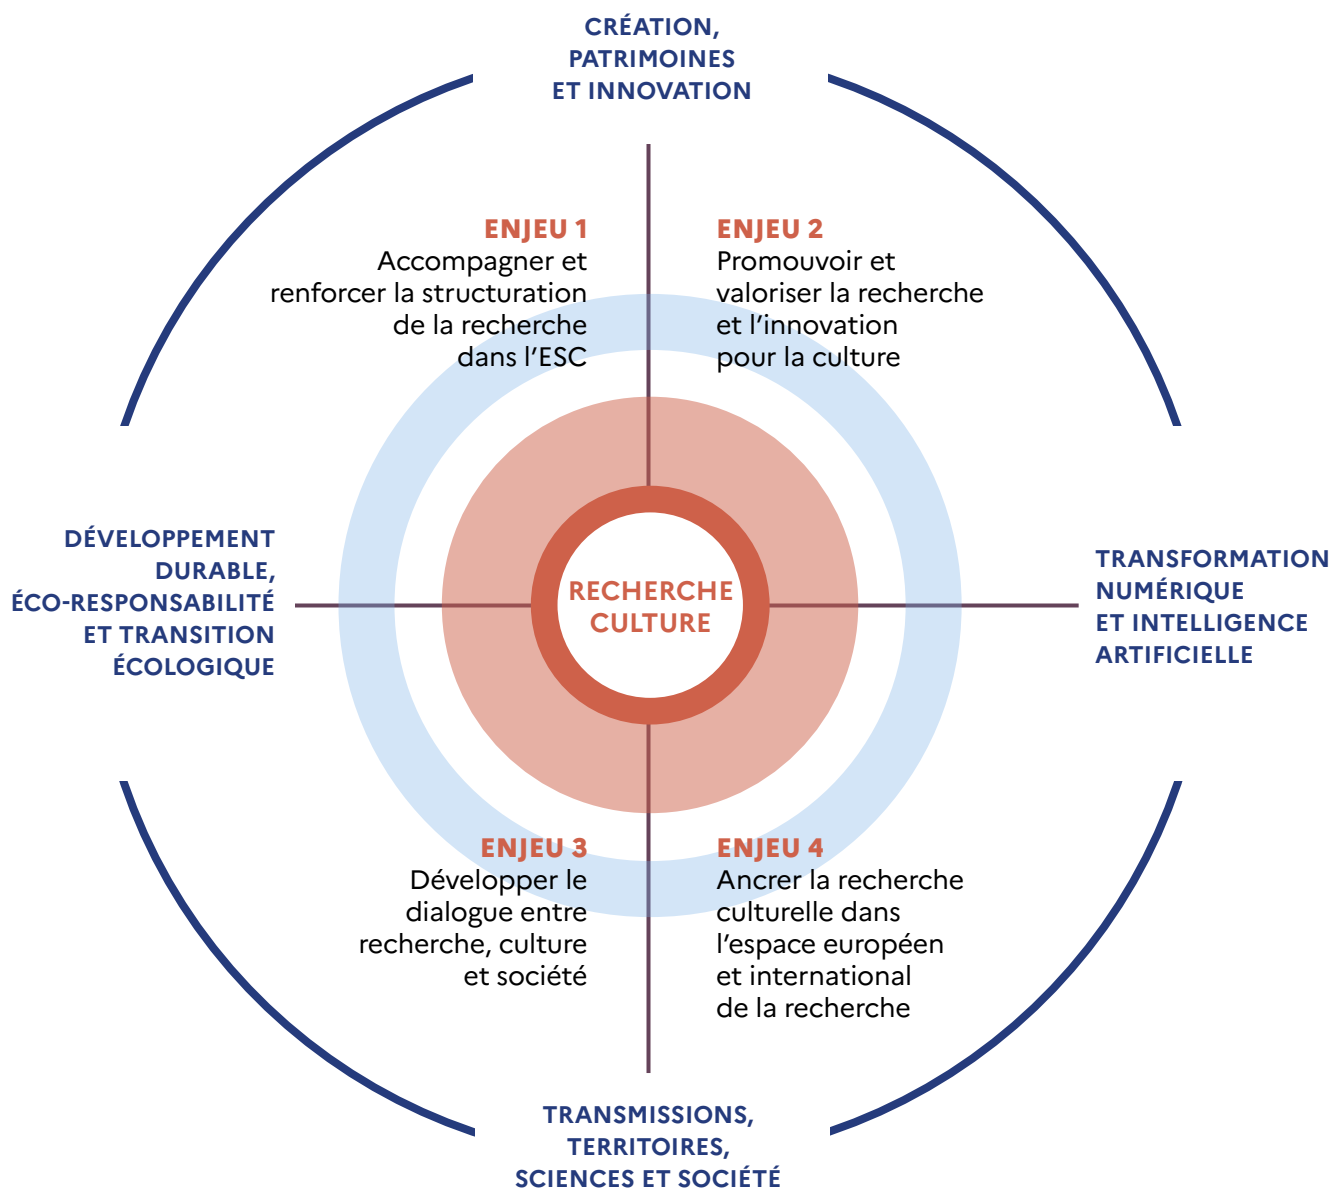 CRÉATION,
PATRIMOINES
ET INNOVATION
ENJEU 1
Accompagner et
renforcer la structuration
de la recherche
dans l’ESC
ENJEU 2
Promouvoir et
valoriser la recherche
et l’innovation
pour la culture
DÉVELOPPEMENT
DURABLE,
ÉCO-RESPONSABILITÉ
ET TRANSITION
ÉCOLOGIQUE
RECHERCHE
CULTURE
TRANSFORMATION
NUMÉRIQUE
ET INTELLIGENCE
ARTIFICIELLE
ENJEU 3
Développer le
dialogue entre
recherche, culture
et société
ENJEU 4
Ancrer la recherche
culturelle dans
l’espace européen
et international
de la recherche
TRANSMISSIONS,
TERRITOIRES,
SCIENCES ET SOCIÉTÉ